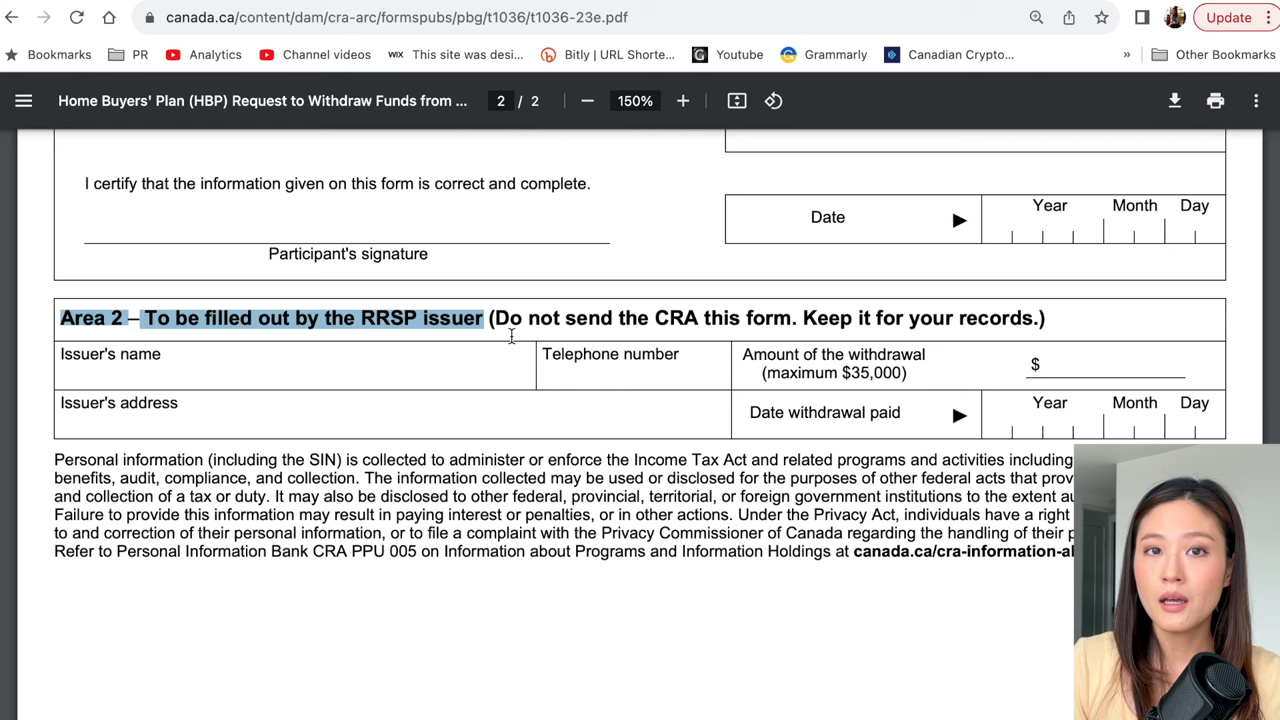 canada.ca/content/dam/cra-arc/formspubs/pbg/t1036/t1036-23e.pdf
Update
Bookmarks PR Analytics Channel videos WIX This site was desi... Bitly | URL Shorte... Youtube Grammarly Canadian Crypto... » Other Bookmarks
Home Buyers' Plan (HBP) Request to Withdraw Funds from ... 2 / 2 150%
I certify that the information given on this form is correct and complete.
Year Month Day
Date
Participant's signature
Area 2 – To be filled out by the RRSP issuer (Do not send the CRA this form. Keep it for your records.)
Issuer's name Telephone number Amount of the withdrawal
(maximum $35,000) $
Issuer's address Year Month Day
Date withdrawal paid
Personal information (including the SIN) is collected to administer or enforce the Income Tax Act and related programs and activities including
benefits, audit, compliance, and collection. The information collected may be used or disclosed for the purposes of other federal acts that
and collection of a tax or duty. It may also be disclosed to other federal, provincial, territorial, or foreign government institutions to the extent
Failure to provide this information may result in paying interest or penalties, or in other actions. Under the Privacy Act, individuals have a right
to and correction of their personal information, or to file a complaint with the Privacy Commissioner of Canada regarding the handling of their
Refer to Personal Information Bank CRA PPU 005 on Information about Programs and Information Holdings at